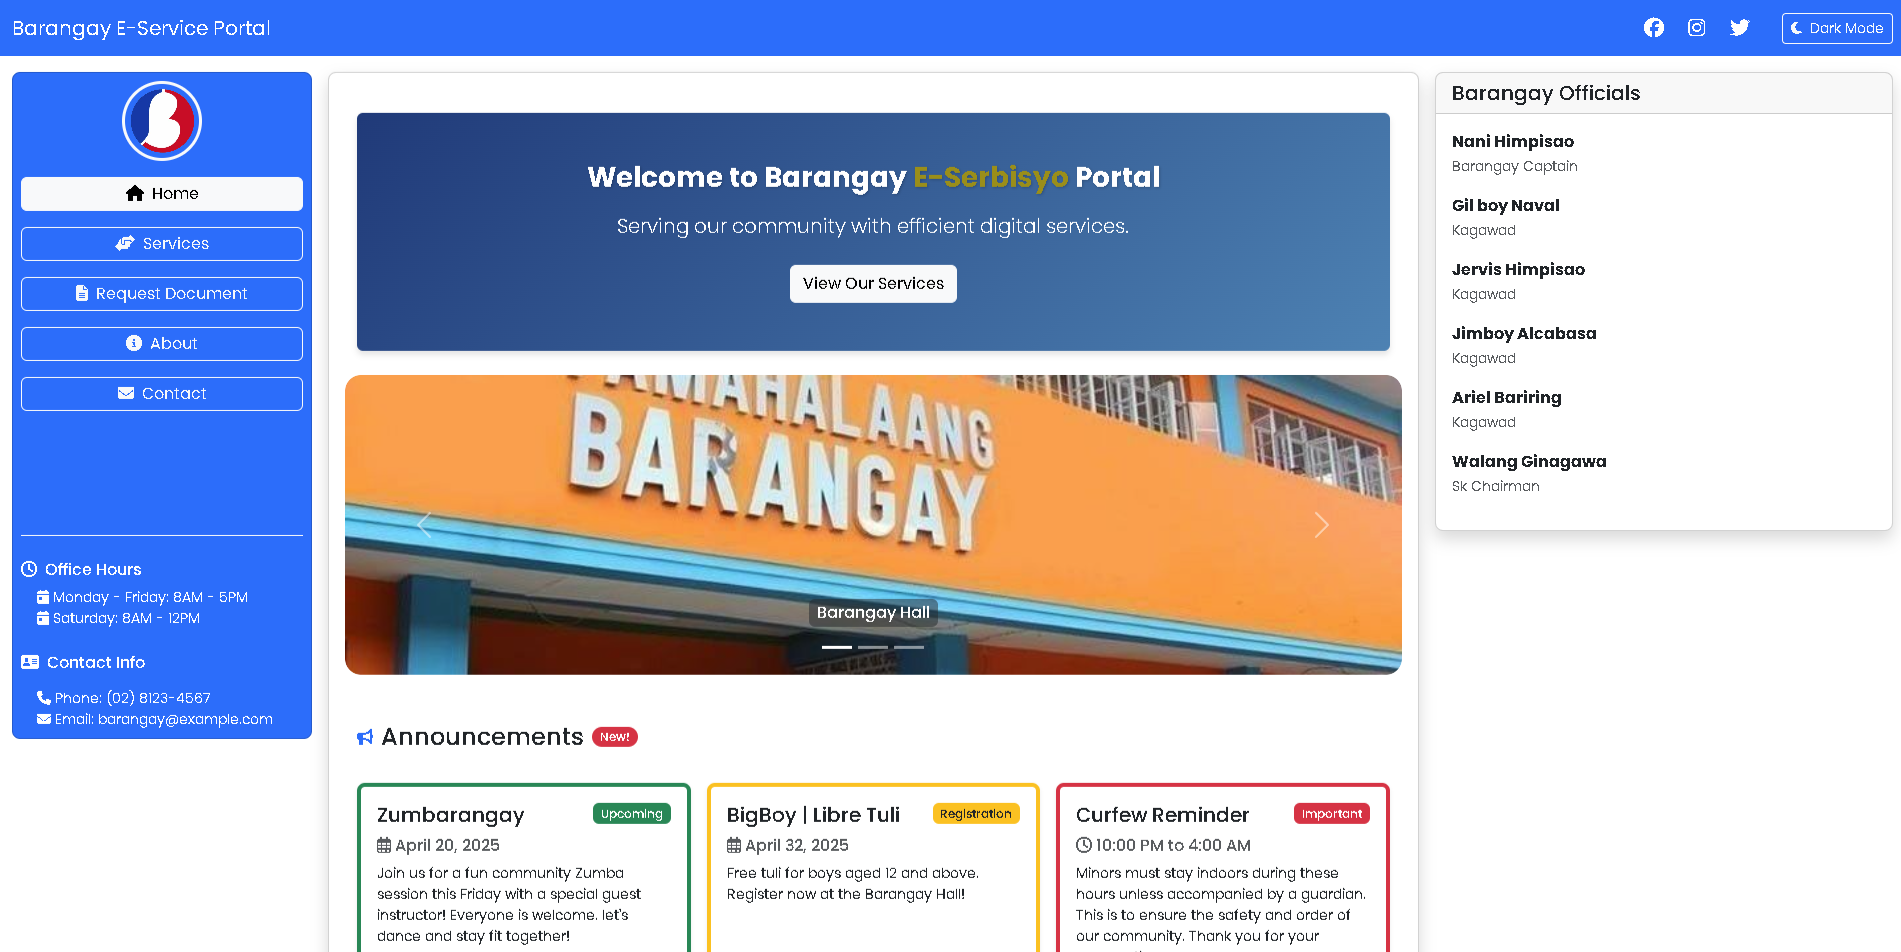 Barangay E-Service Portal
Dark Mode
Home
Services
Request Document
About
Contact
Office Hours
Monday - Friday: 8AM - 5PM
Saturday: 8AM - 12PM
Contact Info
Phone: (02) 8123-4567
Email: barangay@example.com
Welcome to Barangay E-Serbisyo Portal
Serving our community with efficient digital services.
View Our Services
PAMAHALAANG
BARANGAY
Barangay Hall
Announcements New!
Zumbarangay Upcoming
April 20, 2025
Join us for a fun community Zumba
session this Friday with a special guest
instructor! Everyone is welcome. let's
dance and stay fit together!
BigBoy | Libre Tuli Registration
April 32, 2025
Free tuli for boys aged 12 and above.
Register now at the Barangay Hall!
Curfew Reminder Important
10:00 PM to 4:00 AM
Minors must stay indoors during these
hours unless accompanied by a guardian.
This is to ensure the safety and order of
our community. Thank you for your
Barangay Officials
Nani Himpisao
Barangay Captain
Gil boy Naval
Kagawad
Jervis Himpisao
Kagawad
Jimboy Alcabasa
Kagawad
Ariel Bariring
Kagawad
Walang Ginagawa
Sk Chairman